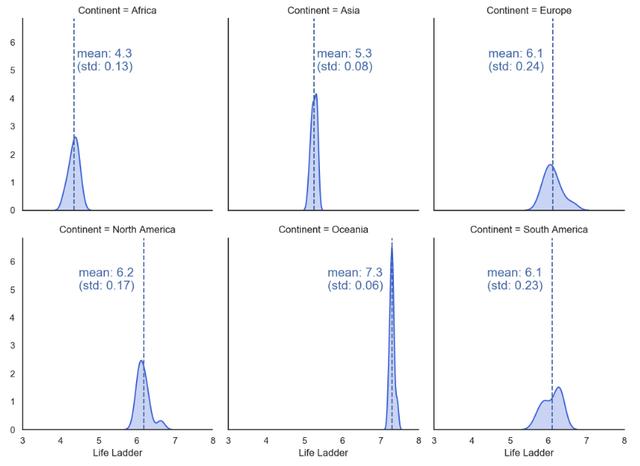 Continent = Africa
Continent = Asia
Continent = Europe
6
5
4
3
2
1
0
mean: 4.3
(std: 0.13)
mean: 5.3
(std: 0.08)
mean: 6.1
(std: 0.24)
Continent = North America
Continent = Oceania
Continent = South America
6
5
4
3
2
1
0
mean: 6.2
(std: 0.17)
mean: 7.3
(std: 0.06)
mean: 6.1
(std: 0.23)
3 4 5 6 7 8
3 4 5 6 7 8
3 4 5 6 7 8
Life Ladder
Life Ladder
Life Ladder